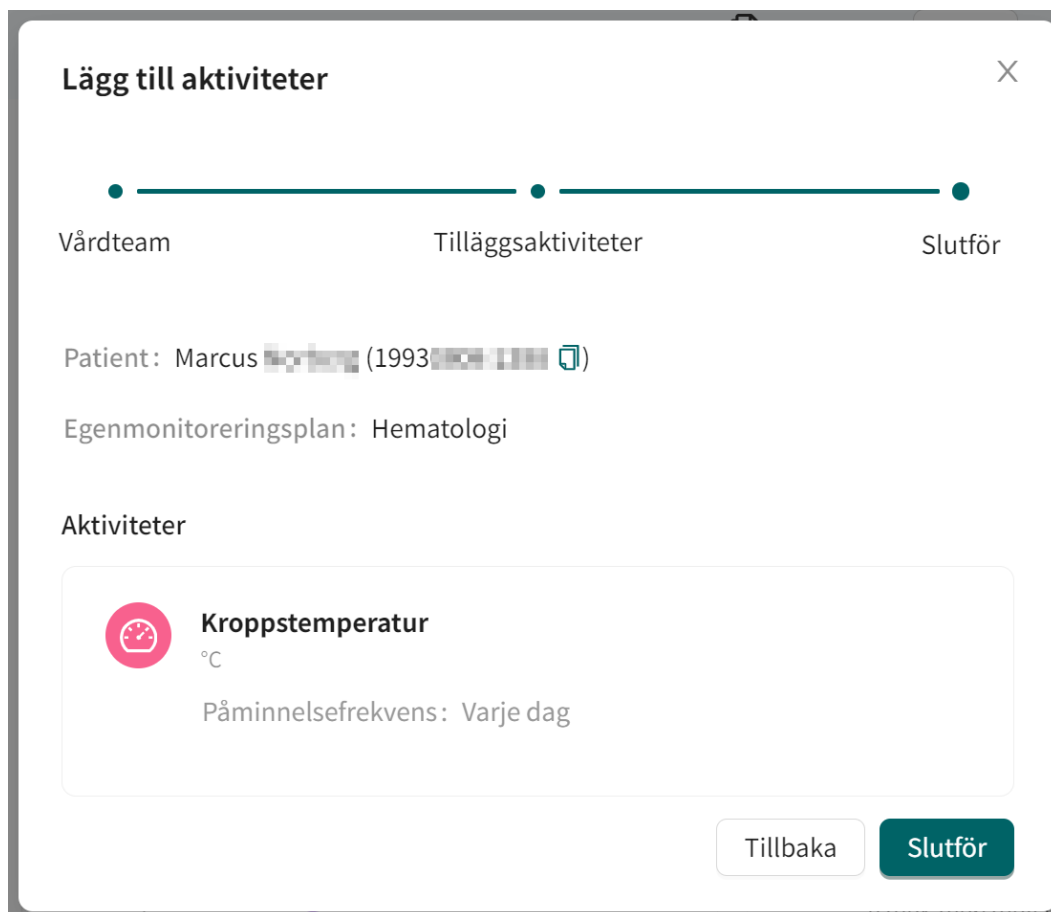 Lägg till aktiviteter
Vårdteam
Tilläggsaktiviteter
Slutför
Patient: Marcus (1993 )
Egenmonitoreringsplan: Hematologi
Aktiviteter
Kroppstemperatur
°C
Påminnelsefrekvens: Varje dag
Tillbaka
Slutför